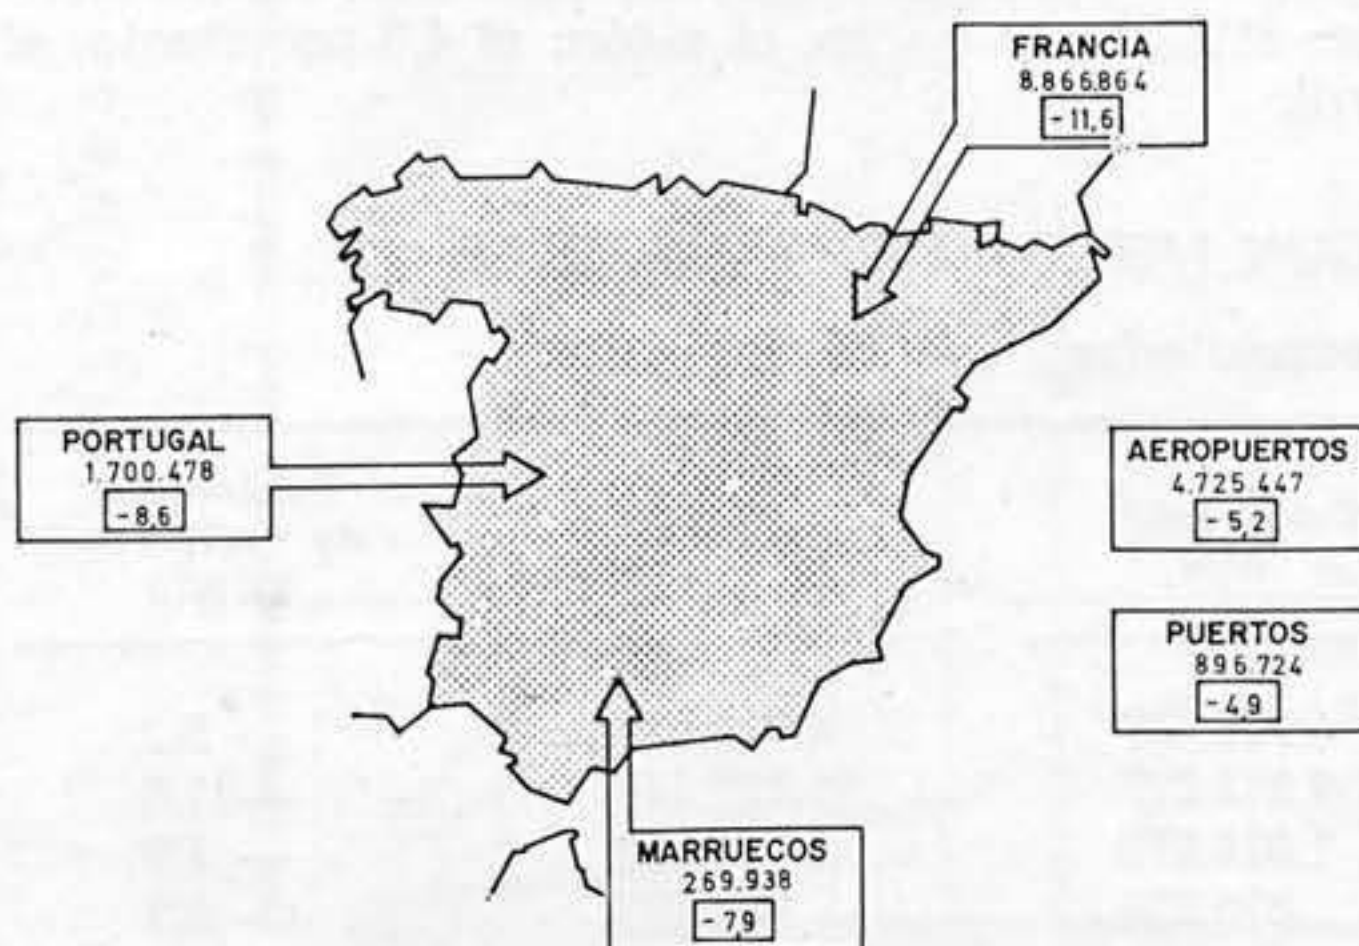 FRANCIA
8.866.864
-11,6
PORTUGAL
1.700.478
-8,6
AEROPUERTOS
4.725.447
-5,2
PUERTOS
896.724
-4,9
MARRUECOS
269.938
-7,9